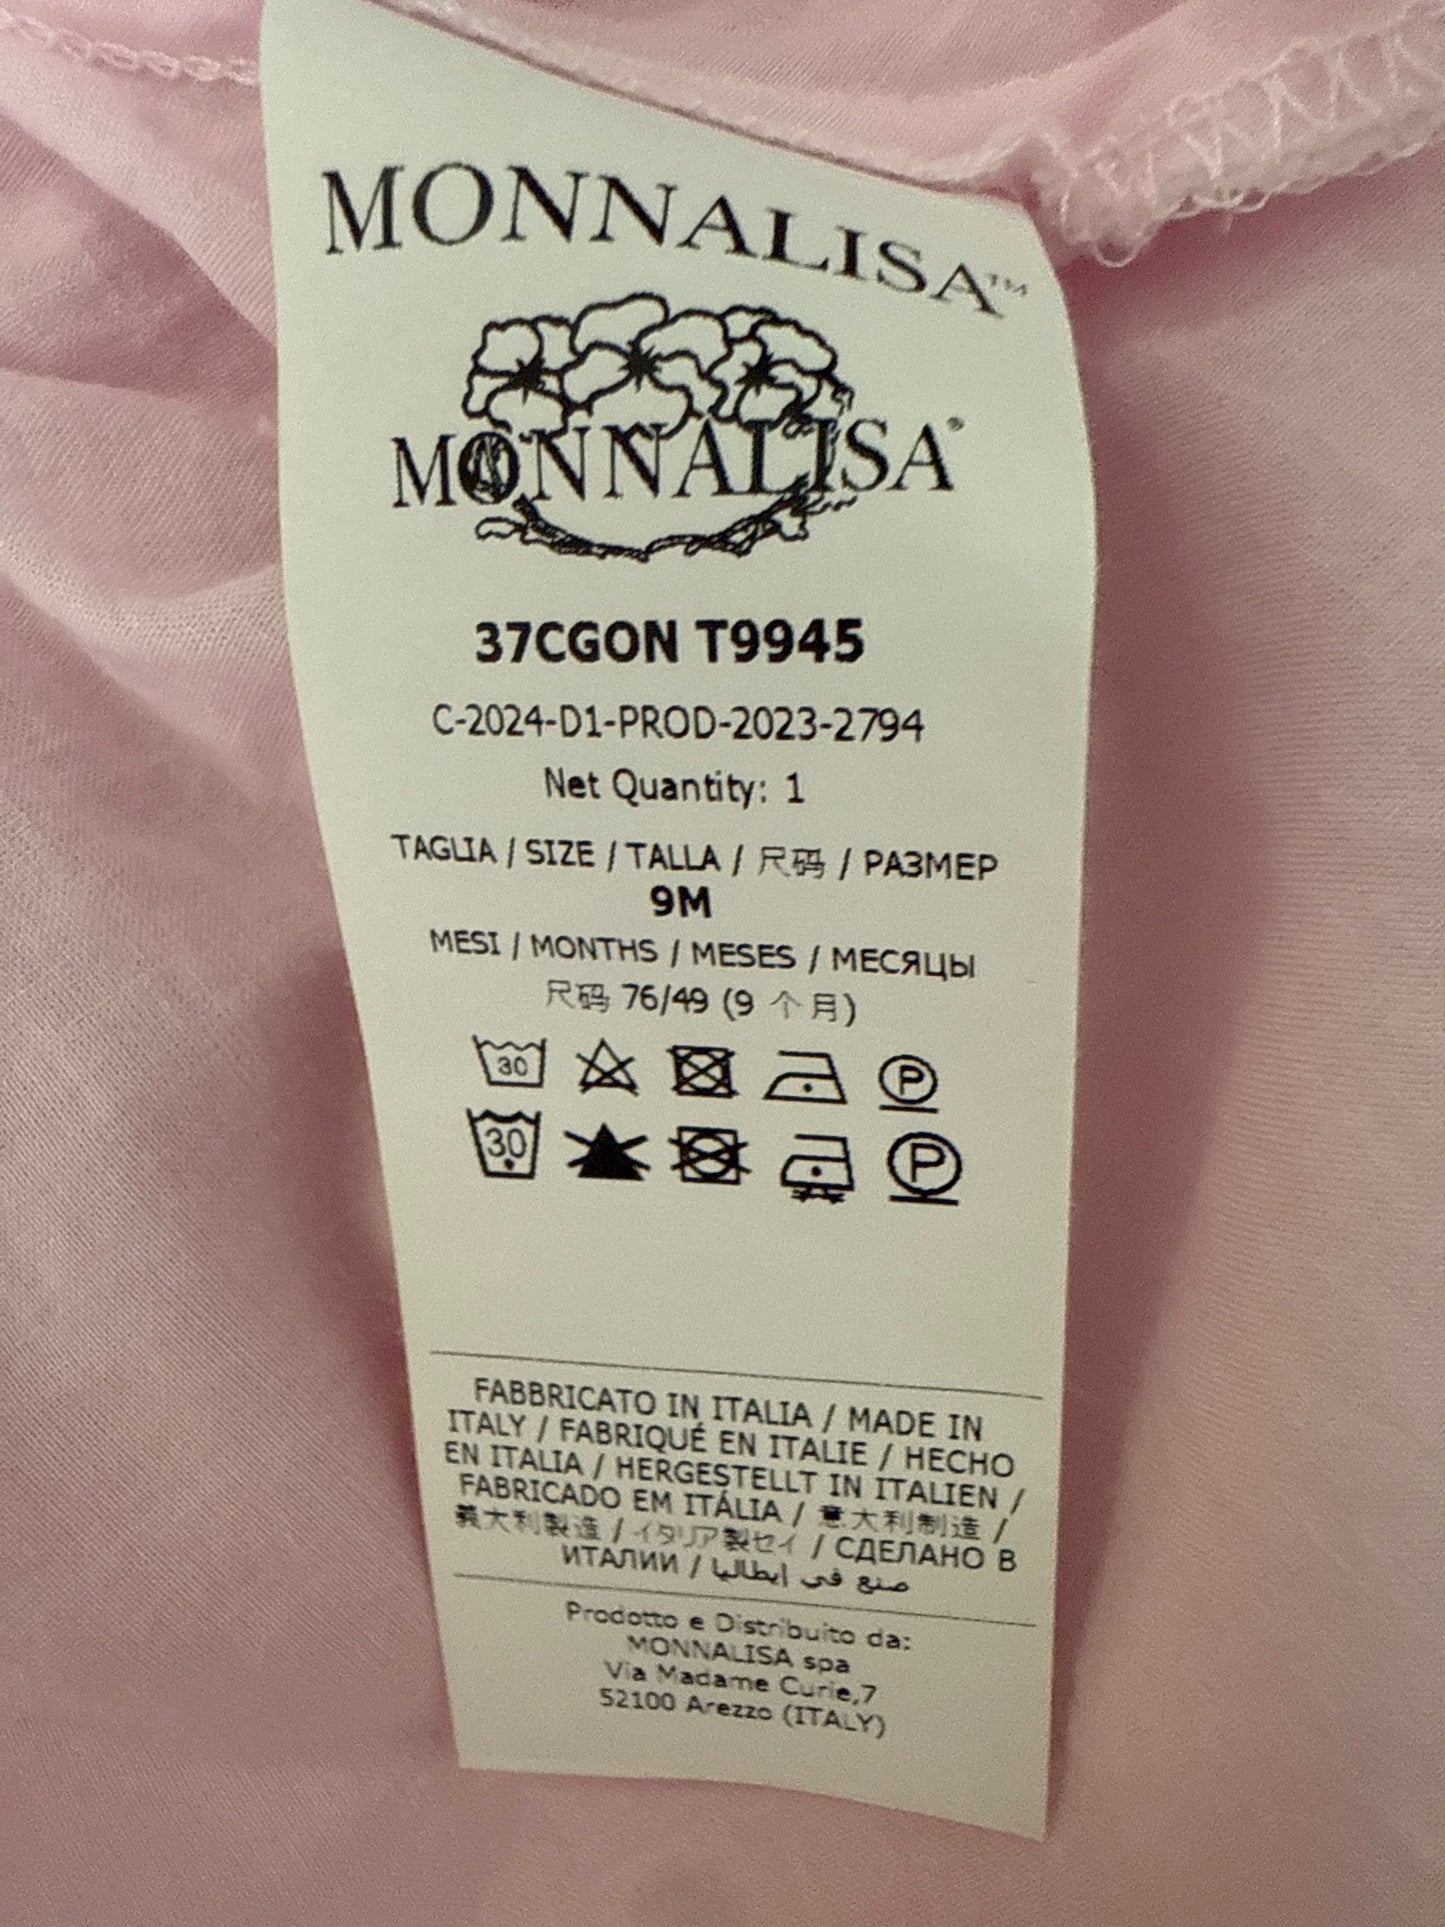 MONNALISA™
MONNALISA®
37CGON T9945
C-2024-D1-PROD-2023-2794
Net Quantity: 1
TAGLIA / SIZE / TALLA / 尺码 / РАЗМЕР
9M
MESI / MONTHS / MESES / МЕСЯЦЫ
尺码 76/49 (9 个月)
30
P
30
P
FABBRICATO IN ITALIA / MADE IN
ITALY / FABRIQUÉ EN ITALIE / HECHO
EN ITALIA / HERGESTELLT IN ITALIEN /
FABRICADO EM ITÁLIA / 意大利制造 /
義大利製造 / イタリア製セイ / СДЕЛАНО В
ИТАЛИИ / صنع في إيطاليا
Prodotto e Distribuito da:
MONNALISA spa
Via Madame Curie,7
52100 Arezzo (ITALY)